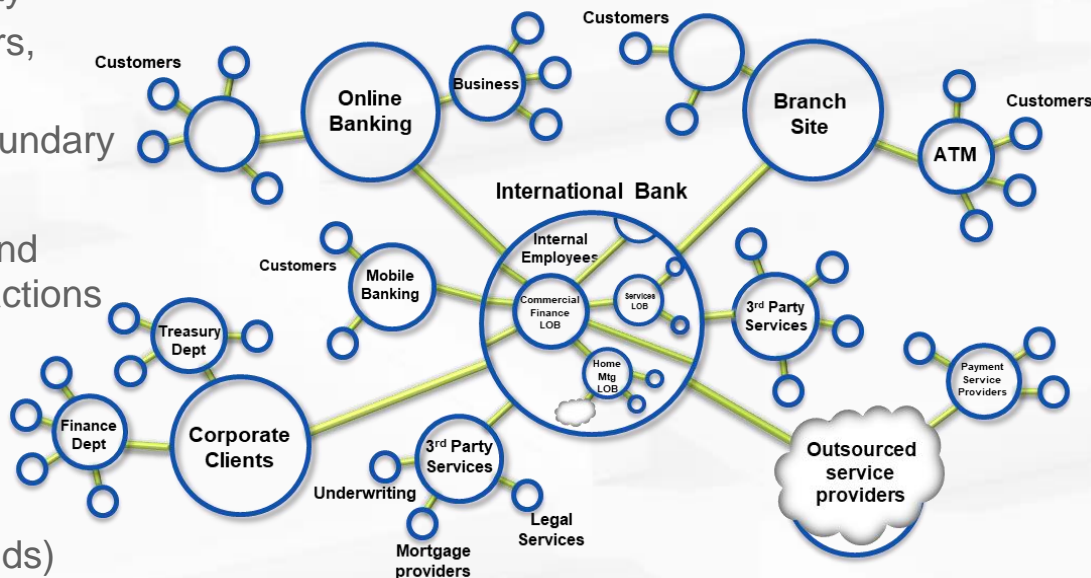 rs,
undary
nd
actions
ds)
Customers
Online
Banking
Business
Customers
Branch
Site
Customers
ATM
International Bank
Internal
Employees
Commercial
Finance
LOB
Services
LOB
Home
Mtg
LOB
Customers
Mobile
Banking
3rd Party
Services
Treasury
Dept
Finance
Dept
Corporate
Clients
3rd Party
Services
Underwriting
Mortgage
providers
Legal
Services
Payment
Service
Providers
Outsourced
service
providers